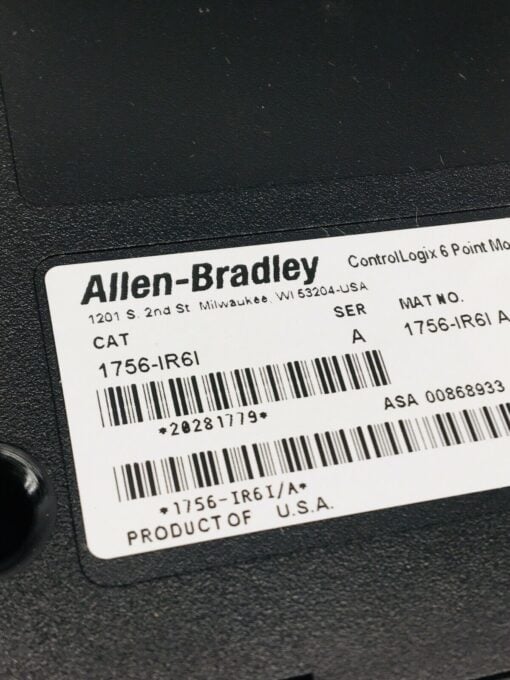 Allen-Bradley ControlLogix 6 Point Mo
1201 S. 2nd St. Milwaukee, WI 53204-USA
CAT SER MAT NO.
1756-IR6I A 1756-IR6I A
*20281779* ASA 00868933
*1756-IR6I/A*
PRODUCT OF U.S.A.